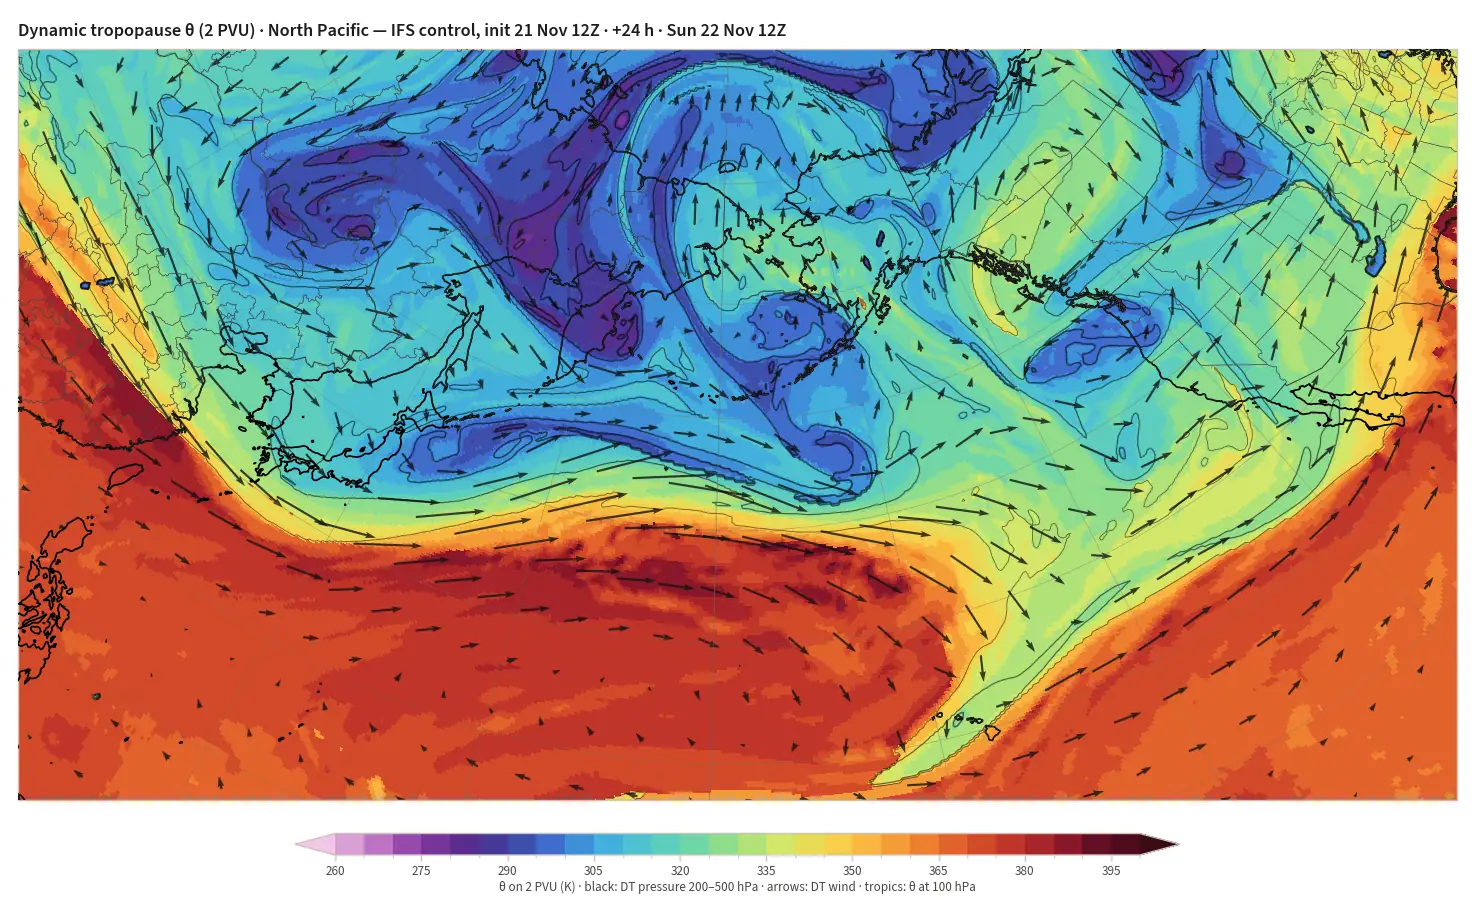 Dynamic tropopause θ (2 PVU) · North Pacific — IFS control, init 21 Nov 12Z · +24 h · Sun 22 Nov 12Z
260 275 290 305 320 335 350 365 380 395
θ on 2 PVU (K) · black: DT pressure 200–500 hPa · arrows: DT wind · tropics: θ at 100 hPa